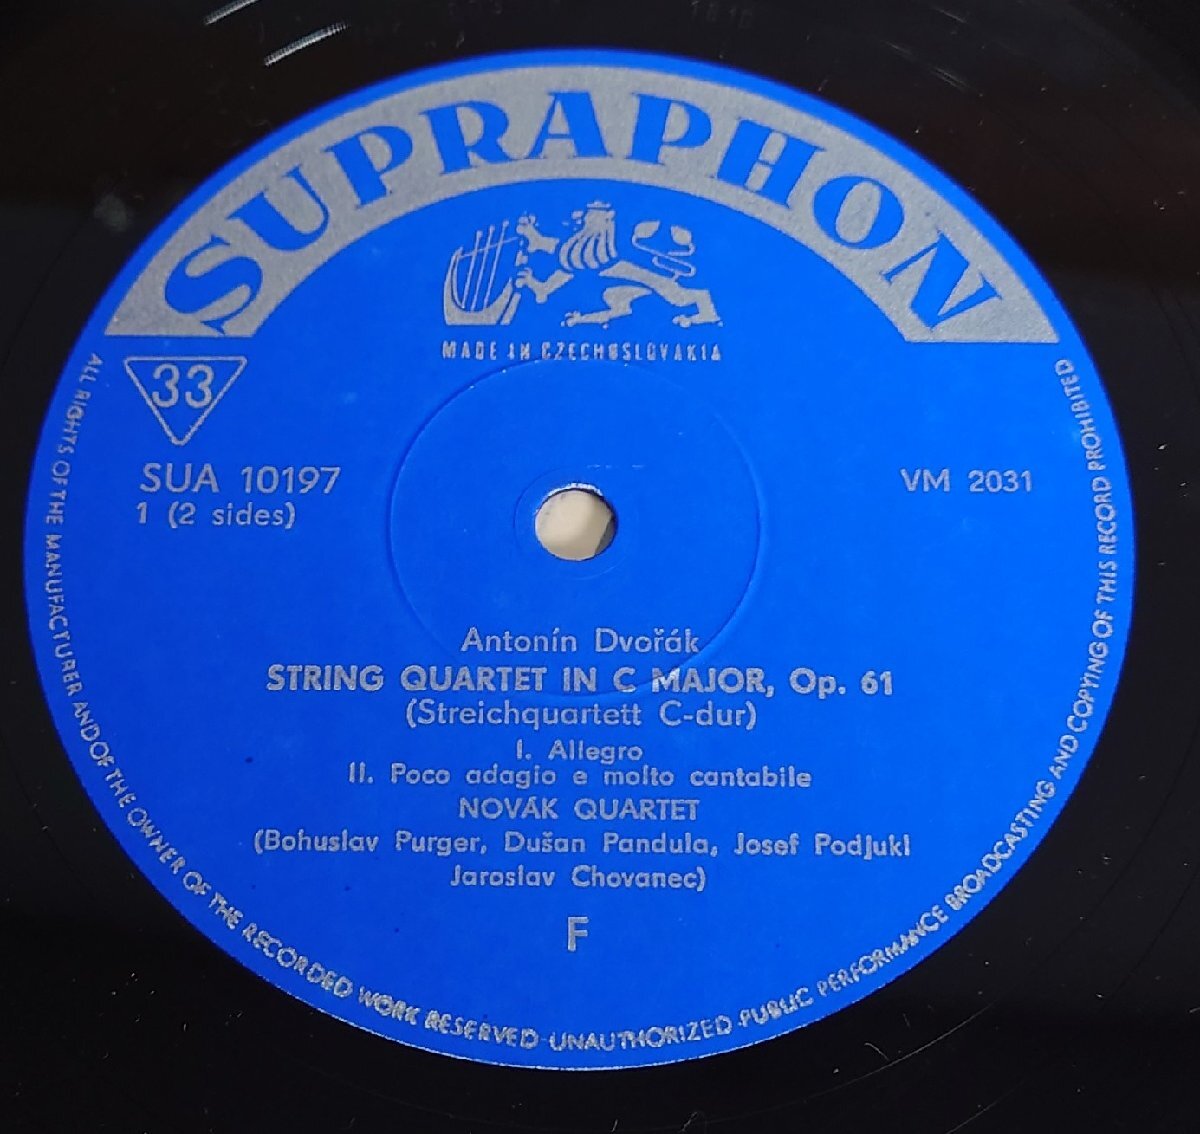 SUPRAPHON
MADE IN CZECHOSLOVAKIA
33
SUA 10197
1 (2 sides)
VM 2031
Antonín Dvořák
STRING QUARTET IN C MAJOR, Op. 61
(Streichquartett C-dur)
I. Allegro
II. Poco adagio e molto cantabile
NOVÁK QUARTET
(Bohuslav Purger, Dušan Pandula, Josef Podjukl
Jaroslav Chovanec)
F
ALL RIGHTS OF THE MANUFACTURER ANDOF THE OWNER OF THE RECORDED WORK RESERVED UNAUTHORIZED PUBLIC PERFORMANCE BROADCASTING AND COPYING OF THIS RECORD PROHIBITED